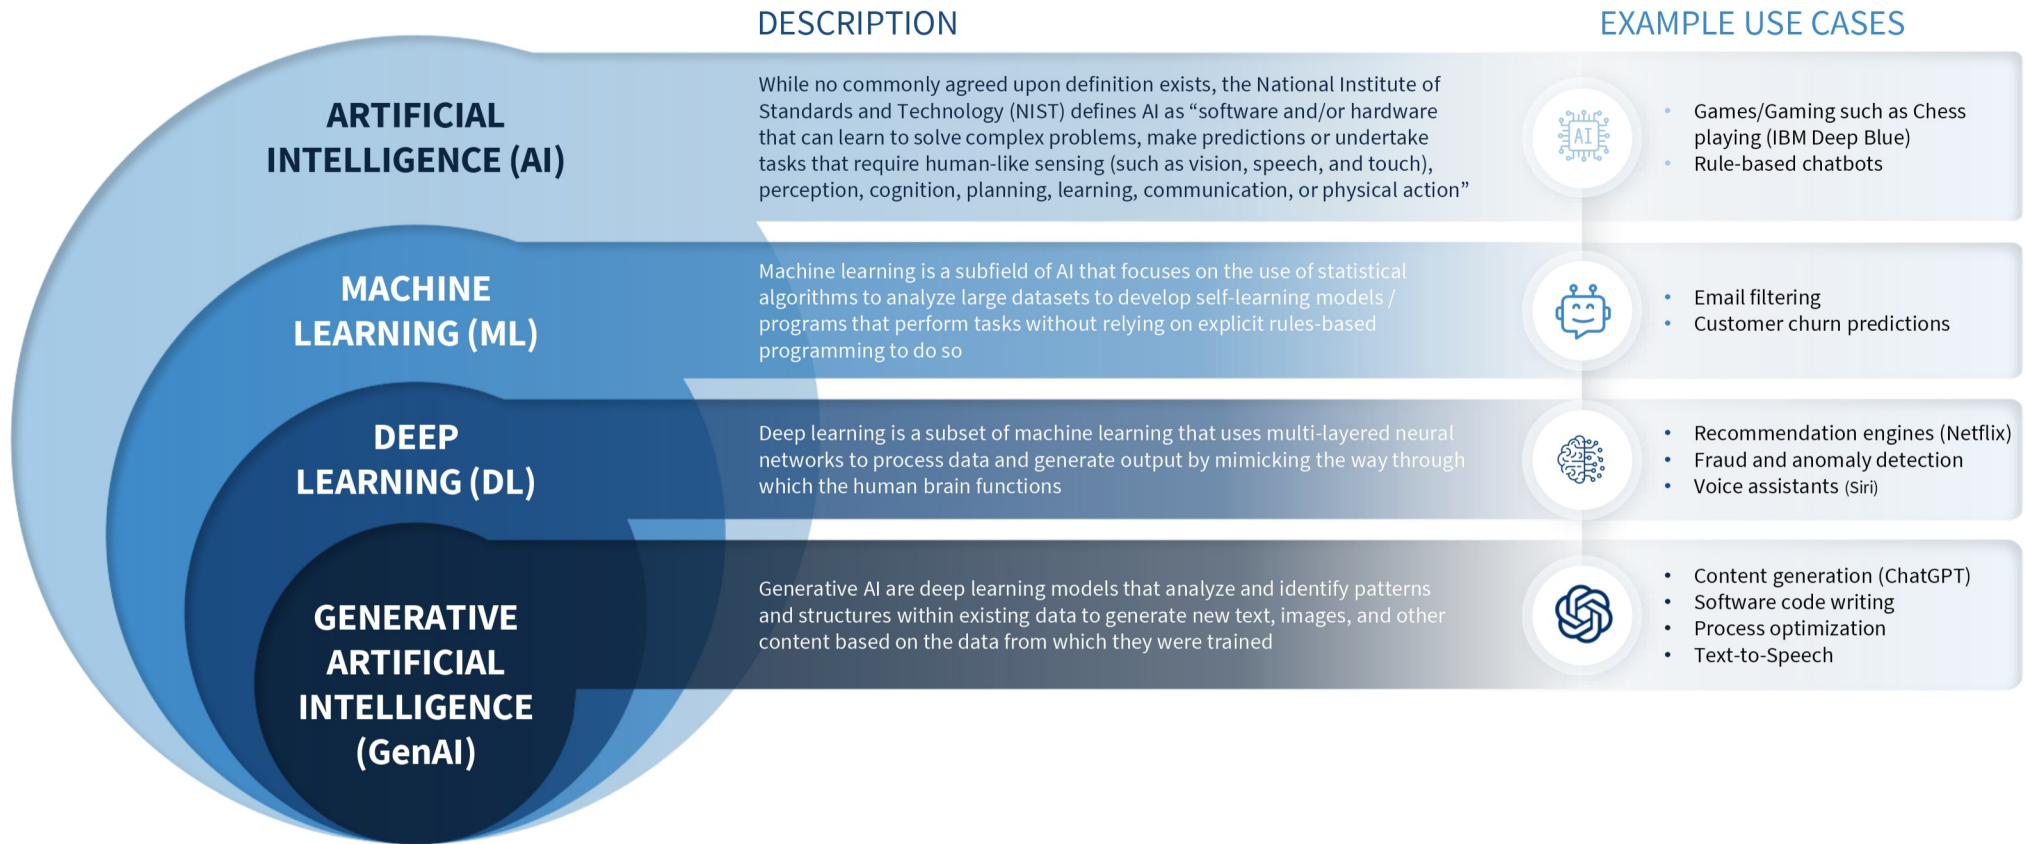 DESCRIPTION
EXAMPLE USE CASES
ARTIFICIAL
INTELLIGENCE (AI)
While no commonly agreed upon definition exists, the National Institute of
Standards and Technology (NIST) defines AI as “software and/or hardware
that can learn to solve complex problems, make predictions or undertake
tasks that require human-like sensing (such as vision, speech, and touch),
perception, cognition, planning, learning, communication, or physical action”
AI
• Games/Gaming such as Chess
playing (IBM Deep Blue)
• Rule-based chatbots
MACHINE
LEARNING (ML)
Machine learning is a subfield of AI that focuses on the use of statistical
algorithms to analyze large datasets to develop self-learning models /
programs that perform tasks without relying on explicit rules-based
programming to do so
• Email filtering
• Customer churn predictions
DEEP
LEARNING (DL)
Deep learning is a subset of machine learning that uses multi-layered neural
networks to process data and generate output by mimicking the way through
which the human brain functions
• Recommendation engines (Netflix)
• Fraud and anomaly detection
• Voice assistants (Siri)
GENERATIVE
ARTIFICIAL
INTELLIGENCE
(GenAI)
Generative AI are deep learning models that analyze and identify patterns
and structures within existing data to generate new text, images, and other
content based on the data from which they were trained
• Content generation (ChatGPT)
• Software code writing
• Process optimization
• Text-to-Speech